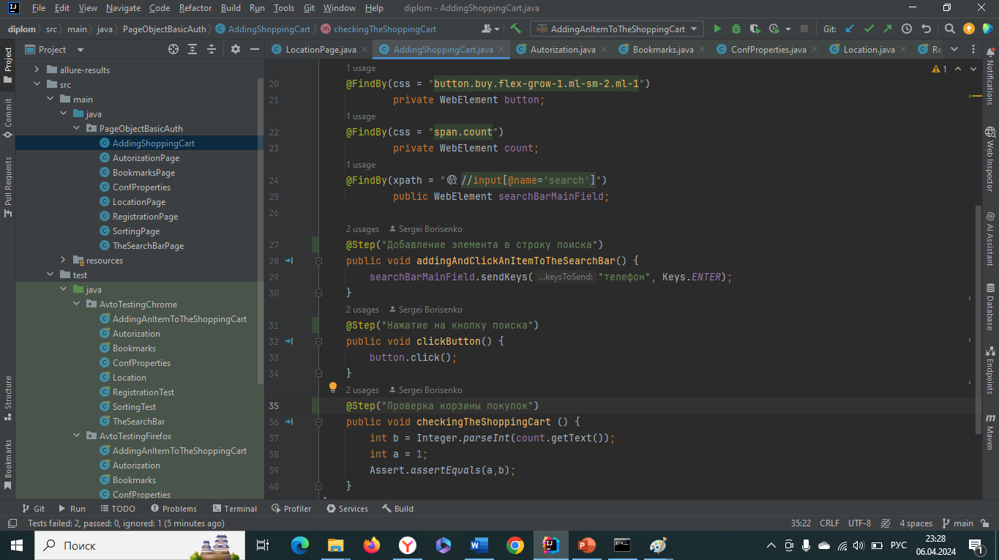 File Edit View Navigate Code Refactor Build Run Tools Git Window Help diplom - AddingShoppingCart.java
diplom src main java PageObjectBasicAuth AddingShoppingCart checkingTheShoppingCart AddingAnItemToTheShoppingCart Git:
Project LocationPage.java AddingShoppingCart.java Autorization.java Bookmarks.java ConfProperties.java Location.java Re
Project
Commit
Pull Requests
Structure
Bookmarks
allure-results
src
main
java
PageObjectBasicAuth
AddingShoppingCart
AutorizationPage
BookmarksPage
ConfProperties
LocationPage
RegistrationPage
SortingPage
TheSearchBarPage
resources
test
java
AvtoTestingChrome
AddingAnItemToTheShoppingCart
Autorization
Bookmarks
ConfProperties
Location
RegistrationTest
SortingTest
TheSearchBar
AvtoTestingFirefox
AddingAnItemToTheShoppingCart
Autorization
Bookmarks
ConfProperties
1 usage
1
20 @FindBy(css = "button.buy.flex-grow-1.ml-sm-2.ml-1")
21 private WebElement button;
1 usage
22 @FindBy(css = "span.count")
23 private WebElement count;
1 usage
24 @FindBy(xpath = "//input[@name='search']")
25 public WebElement searchBarMainField;
26
2 usages Sergei Borisenko
27 @Step("Добавление элемента в строку поиска")
28 public void addingAndClickAnItemToTheSearchBar() {
29 searchBarMainField.sendKeys( ...keysToSend: "телефон", Keys.ENTER);
30 }
2 usages Sergei Borisenko
31 @Step("Нажатие на кнопку поиска")
32 public void clickButton() {
33 button.click();
34 }
2 usages Sergei Borisenko
35 @Step("Проверка корзины покупок")
36 public void checkingTheShoppingCart () {
37 int b = Integer.parseInt(count.getText());
38 int a = 1;
39 Assert.assertEquals(a,b);
40 }
Notifications
Web Inspector
AI Assistant
Database
Endpoints
m Maven
Git Run TODO Problems Terminal Profiler Services Build
Tests failed: 2, passed: 0, ignored: 1 (5 minutes ago) 35:22 CRLF UTF-8 4 spaces main
Поиск РУС 23:28
06.04.2024 1